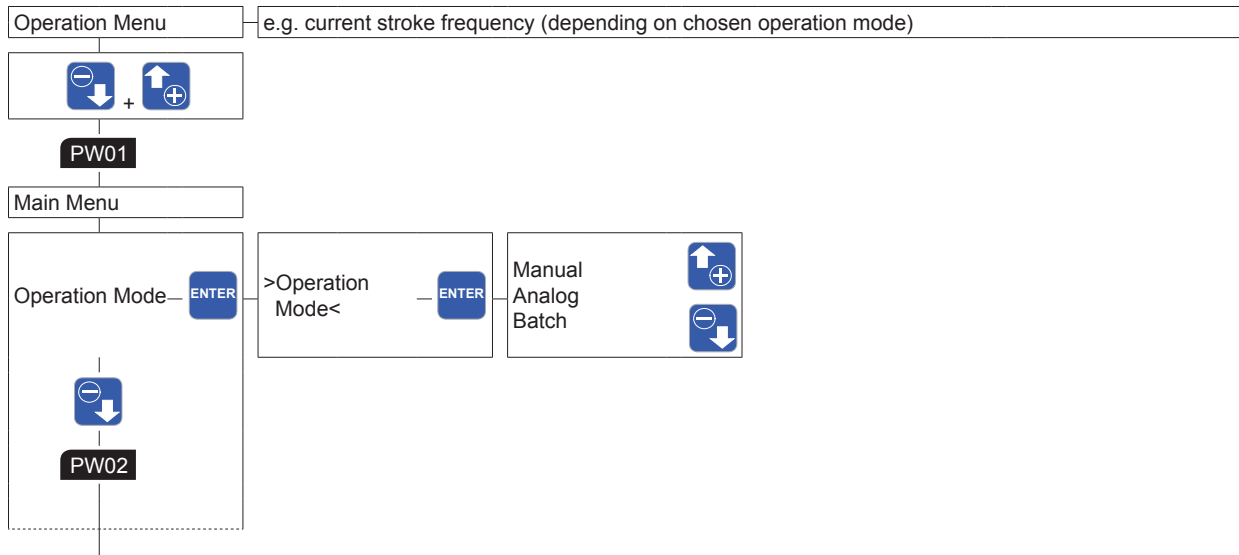 Operation Menu
e.g. current stroke frequency (depending on chosen operation mode)
+
PW01
Main Menu
Operation Mode
ENTER
>Operation
Mode<
ENTER
Manual
Analog
Batch
PW02